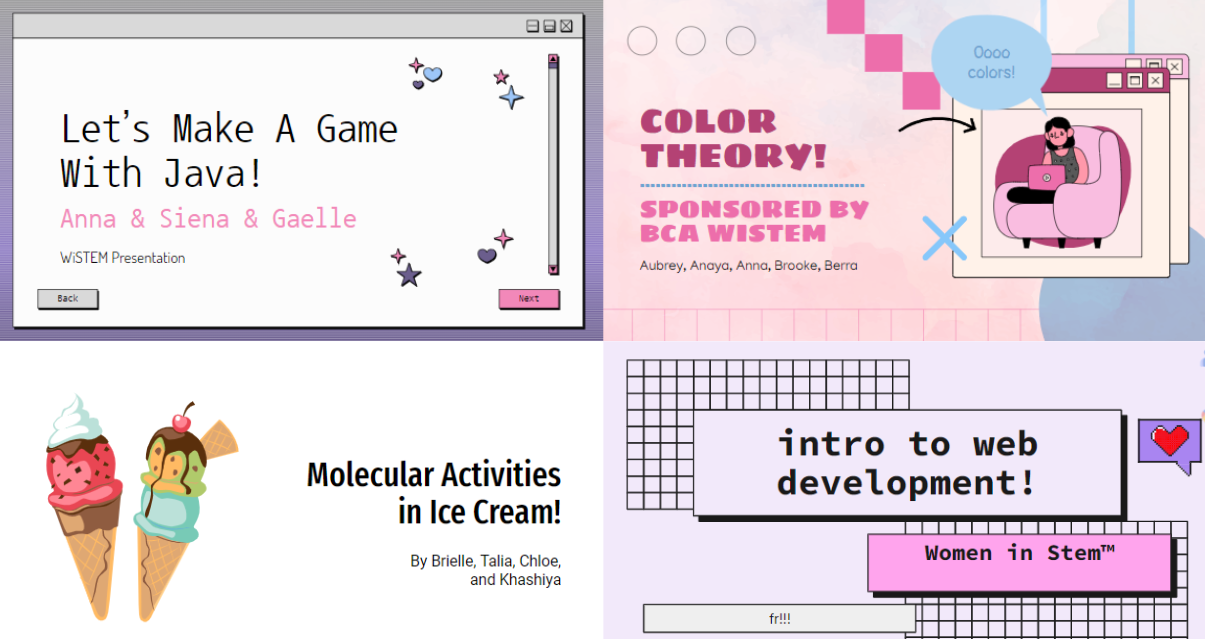 Let's Make A Game
With Java!
Anna & Siena & Gaelle
WiSTEM Presentation
Back
Next
Oooo
colors!
COLOR
THEORY!
SPONSORED BY
BCA WISTEM
Aubrey, Anaya, Anna, Brooke, Berra
Molecular Activities
in Ice Cream!
By Brielle, Talia, Chloe,
and Khashiya
intro to web
development!
Women in Stem™
fr!!!